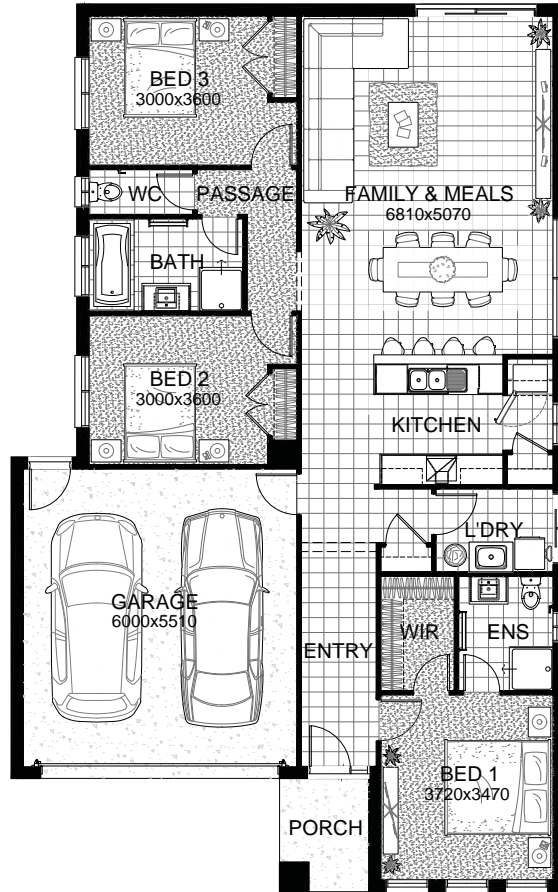 BED 3
3000x3600
WC
PASSAGE
FAMILY & MEALS
6810x5070
BATH
BED 2
3000x3600
KITCHEN
L'DRY
GARAGE
6000x5510
WIR
ENS
ENTRY
BED 1
3720x3470
PORCH